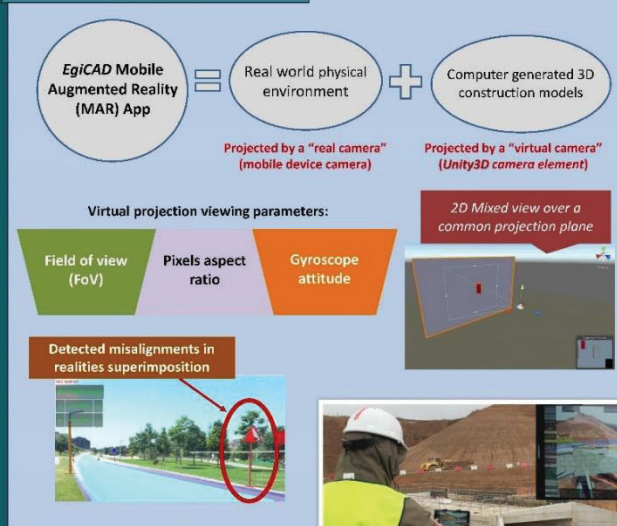 EgiCAD Mobile
Augmented Reality
(MAR) App
=
Real world physical
environment
+
Computer generated 3D
construction models
Projected by a “real camera”
(mobile device camera)
Projected by a “virtual camera”
(Unity3D camera element)
Virtual projection viewing parameters:
Field of view
(FoV)
Pixels aspect
ratio
Gyroscope
attitude
2D Mixed view over a
common projection plane
Detected misalignments in
realities superimposition